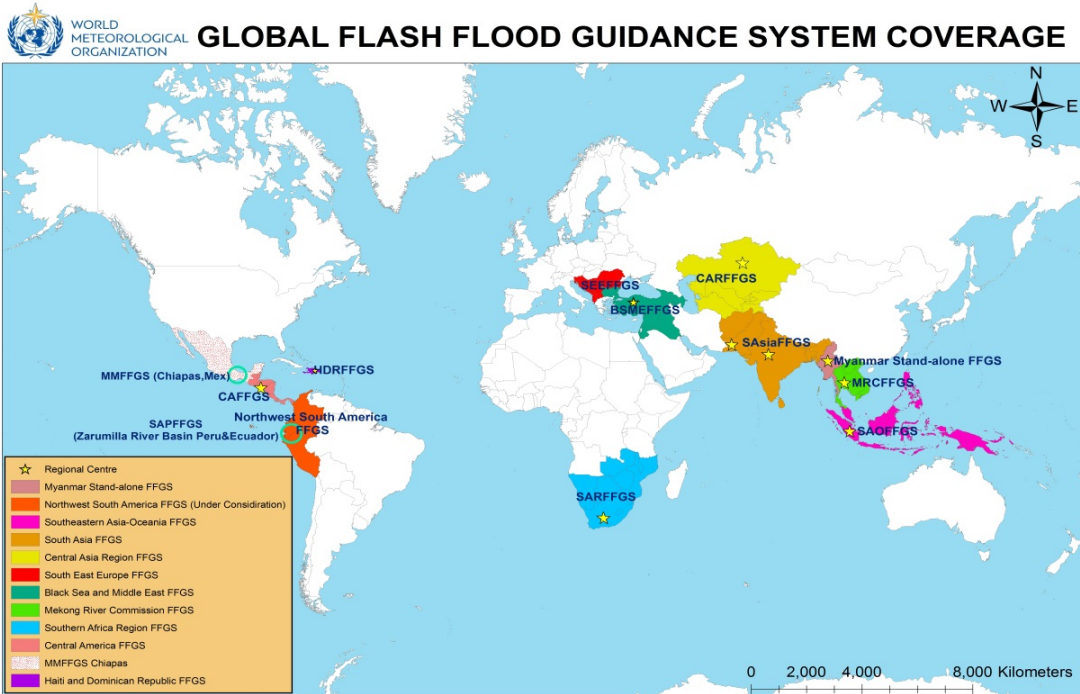 WORLD
METEOROLOGICAL
ORGANIZATION
GLOBAL FLASH FLOOD GUIDANCE SYSTEM COVERAGE
N
W
E
S
CARFFGS
SEEFFGS
BSMEFFGS
SAsiaFFGS
Myanmar Stand-alone FFGS
MRCFFGS
HDRFFGS
MMFFGS (Chiapas,Mex)
CAFFGS
Northwest South America
FFGS
SAPFFGS
(Zarumilla River Basin Peru&Ecuador)
SAOFFGS
SARFFGS
Regional Centre
Myanmar Stand-alone FFGS
Northwest South America FFGS (Under Considiration)
Southeastern Asia-Oceania FFGS
South Asia FFGS
Central Asia Region FFGS
South East Europe FFGS
Black Sea and Middle East FFGS
Mekong River Commission FFGS
Southern Africa Region FFGS
Central America FFGS
MMFFGS Chiapas
Haiti and Dominican Republic FFGS
0 2,000 4,000 8,000 Kilometers